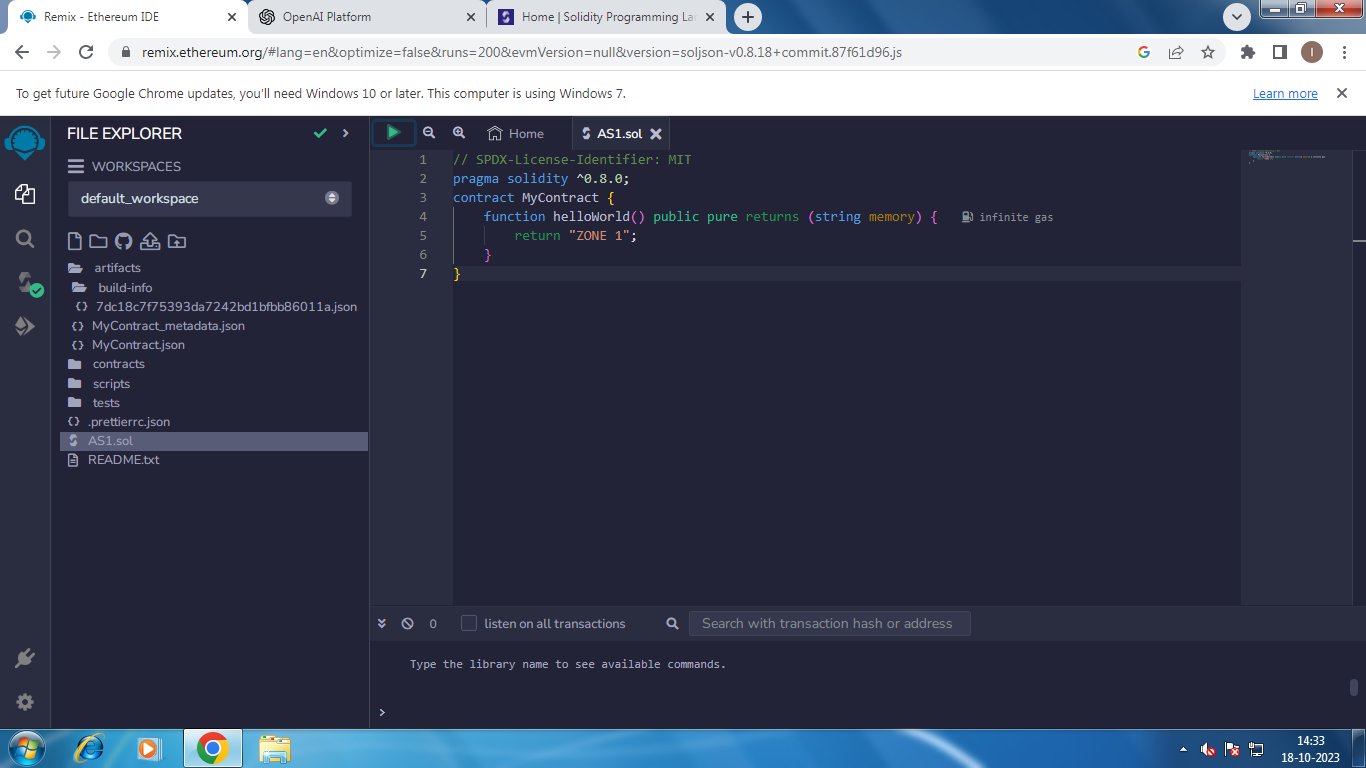 Remix - Ethereum IDE
OpenAI Platform
Home | Solidity Programming La
remix.ethereum.org/#lang=en&optimize=false&runs=200&evmVersion=null&version=soljson-v0.8.18+commit.87f61d96.js
I
To get future Google Chrome updates, you'll need Windows 10 or later. This computer is using Windows 7.
Learn more
FILE EXPLORER
WORKSPACES
default_workspace
artifacts
build-info
7dc18c7f75393da7242bd1bfbb86011a.json
MyContract_metadata.json
MyContract.json
contracts
scripts
tests
.prettierrc.json
AS1.sol
README.txt
Home
AS1.sol
1 // SPDX-License-Identifier: MIT
2 pragma solidity ^0.8.0;
3 contract MyContract {
4 function helloWorld() public pure returns (string memory) { infinite gas
5 return "ZONE 1";
6 }
7 }
0
listen on all transactions
Search with transaction hash or address
Type the library name to see available commands.
>
14:33
18-10-2023